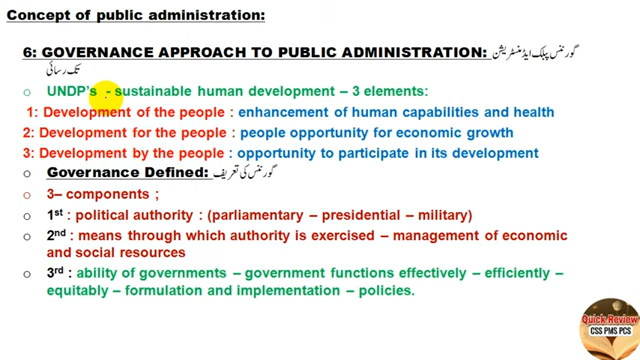 Concept of public administration:
6: GOVERNANCE APPROACH TO PUBLIC ADMINISTRATION: گورننس پبلک ایڈمنسٹریشن
تک رسائی
○ UNDP's - sustainable human development – 3 elements:
1: Development of the people : enhancement of human capabilities and health
2: Development for the people : people opportunity for economic growth
3: Development by the people : opportunity to participate in its development
○ Governance Defined: گورننس کی تعریف
○ 3– components ;
○ 1st : political authority : (parliamentary – presidential – military)
○ 2nd : means through which authority is exercised – management of economic
and social resources
○ 3rd : ability of governments – government functions effectively – efficiently –
equitably – formulation and implementation – policies.
Quick Review
CSS PMS PCS